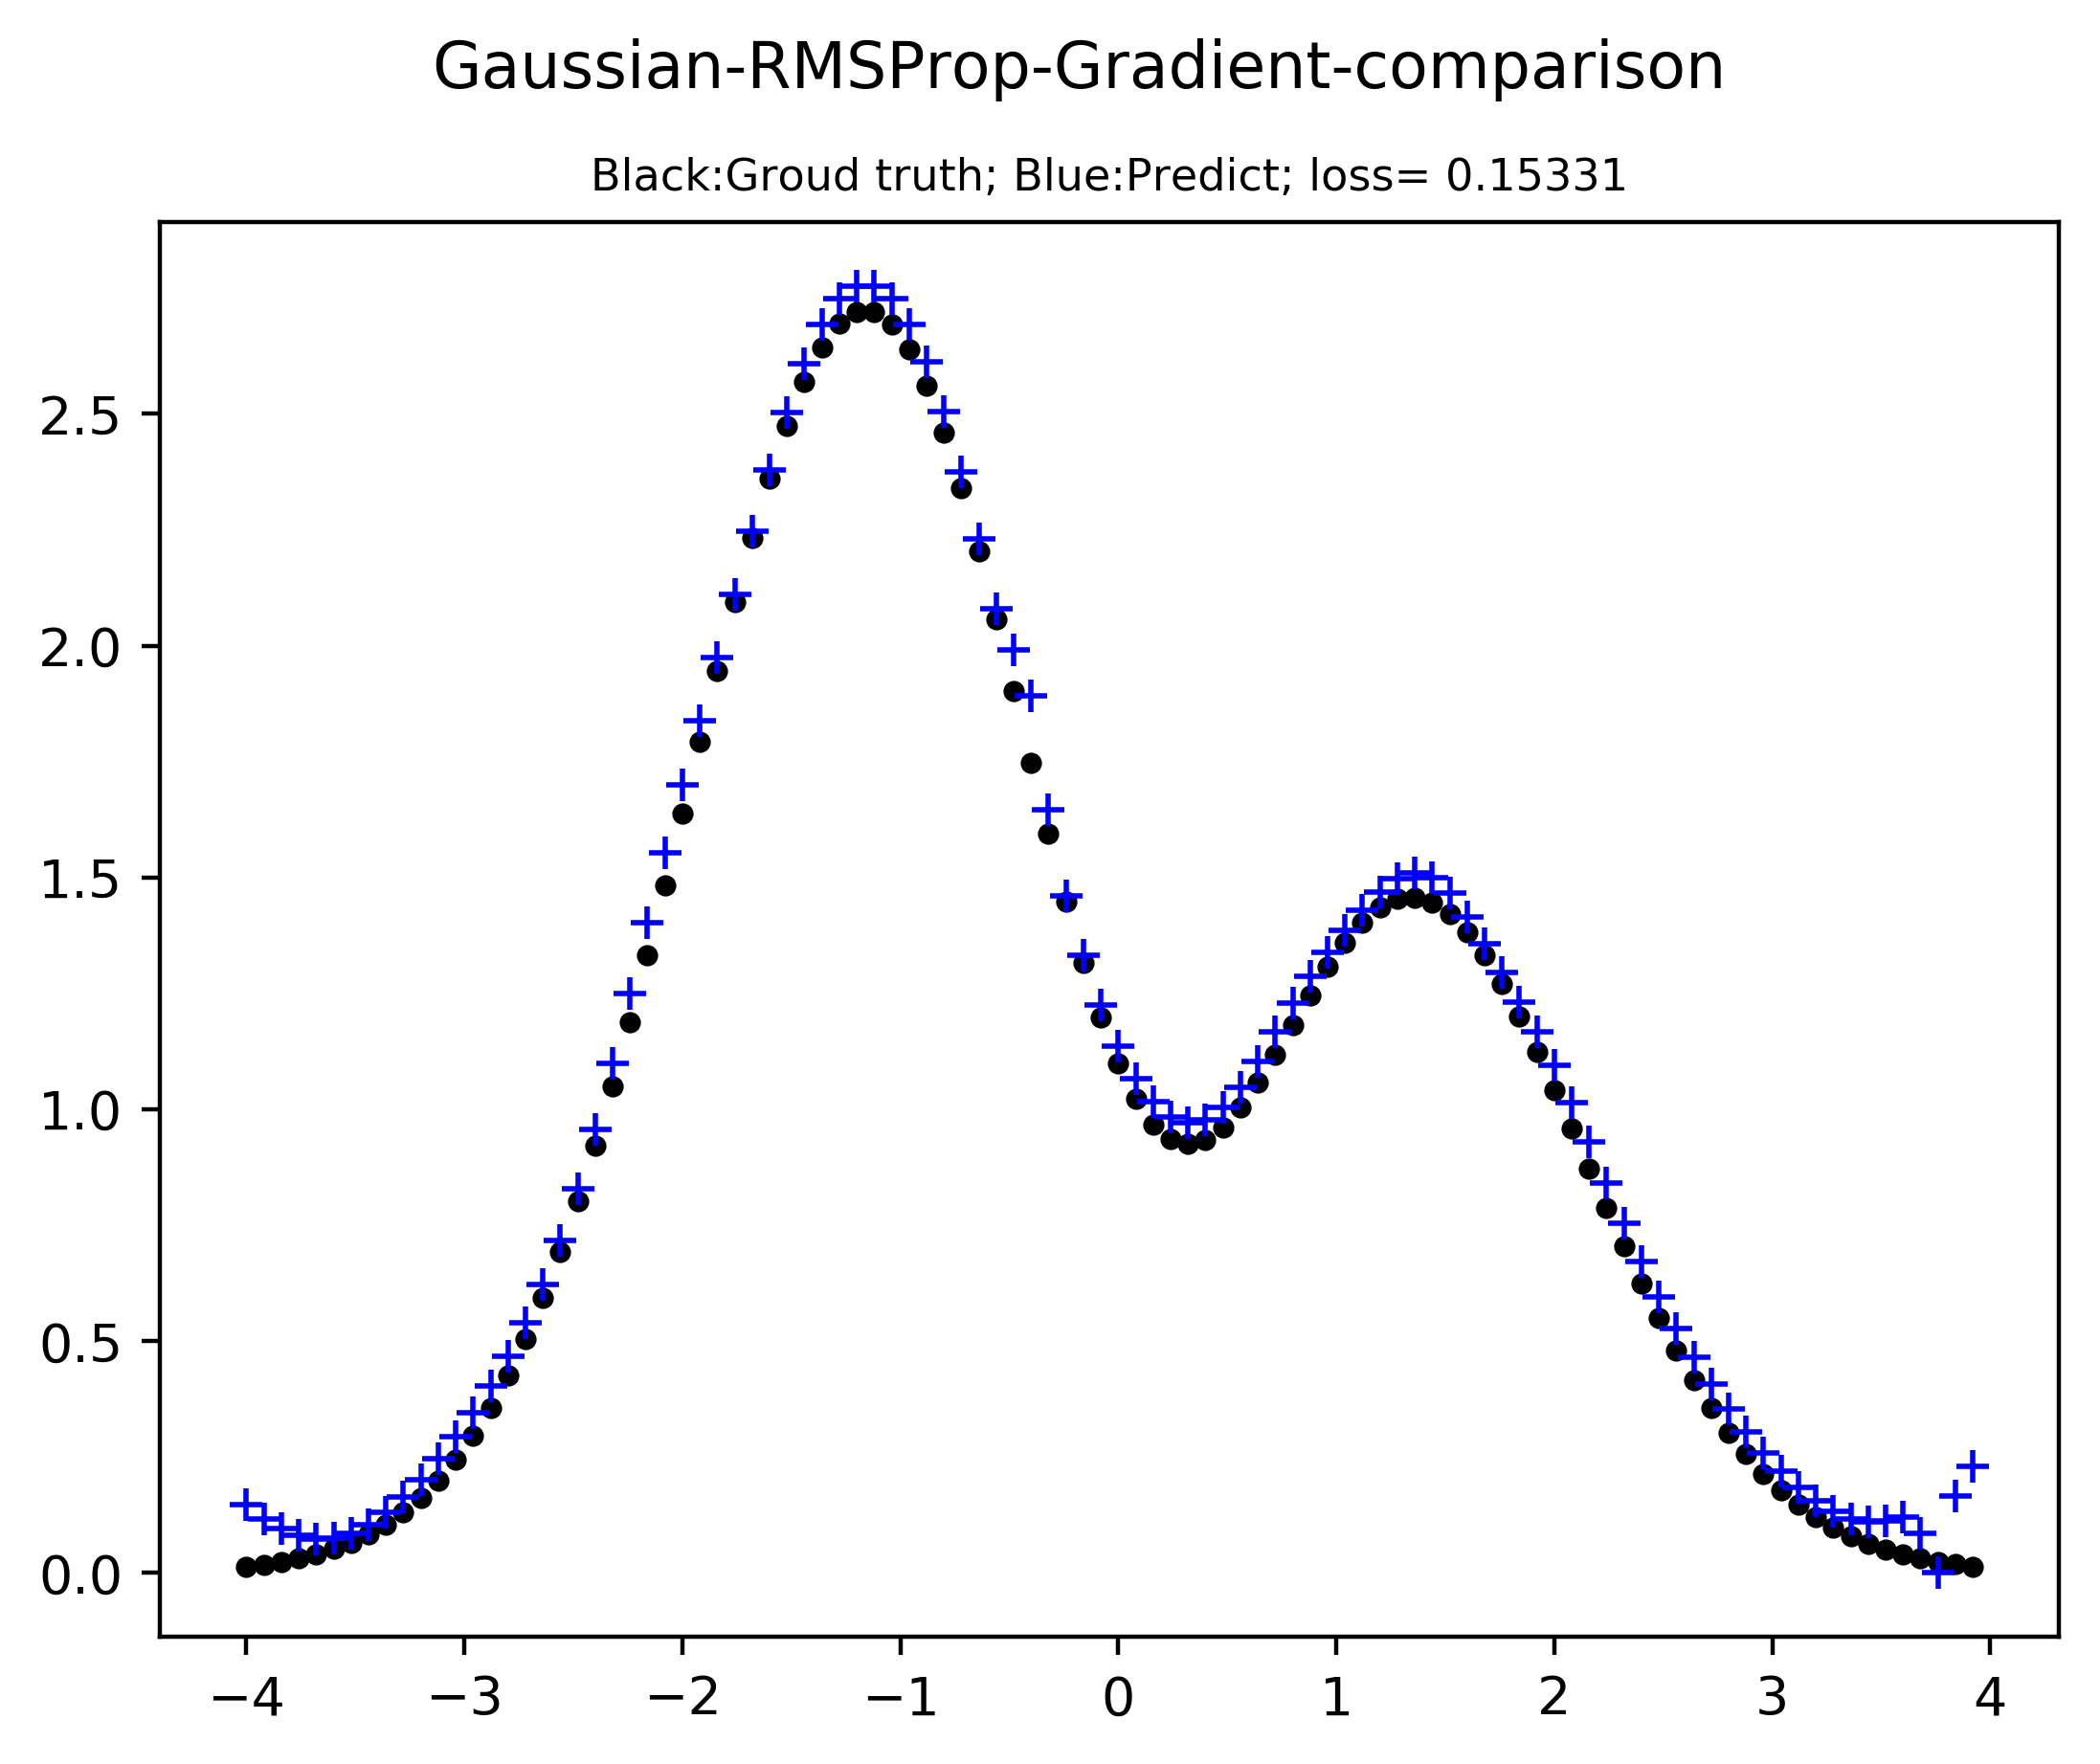 Gaussian-RMSProp-Gradient-comparison
Black:Groud truth; Blue:Predict; loss= 0.15331
2.5
2.0
1.5
1.0
0.5
0.0
−4 −3 −2 −1 0 1 2 3 4